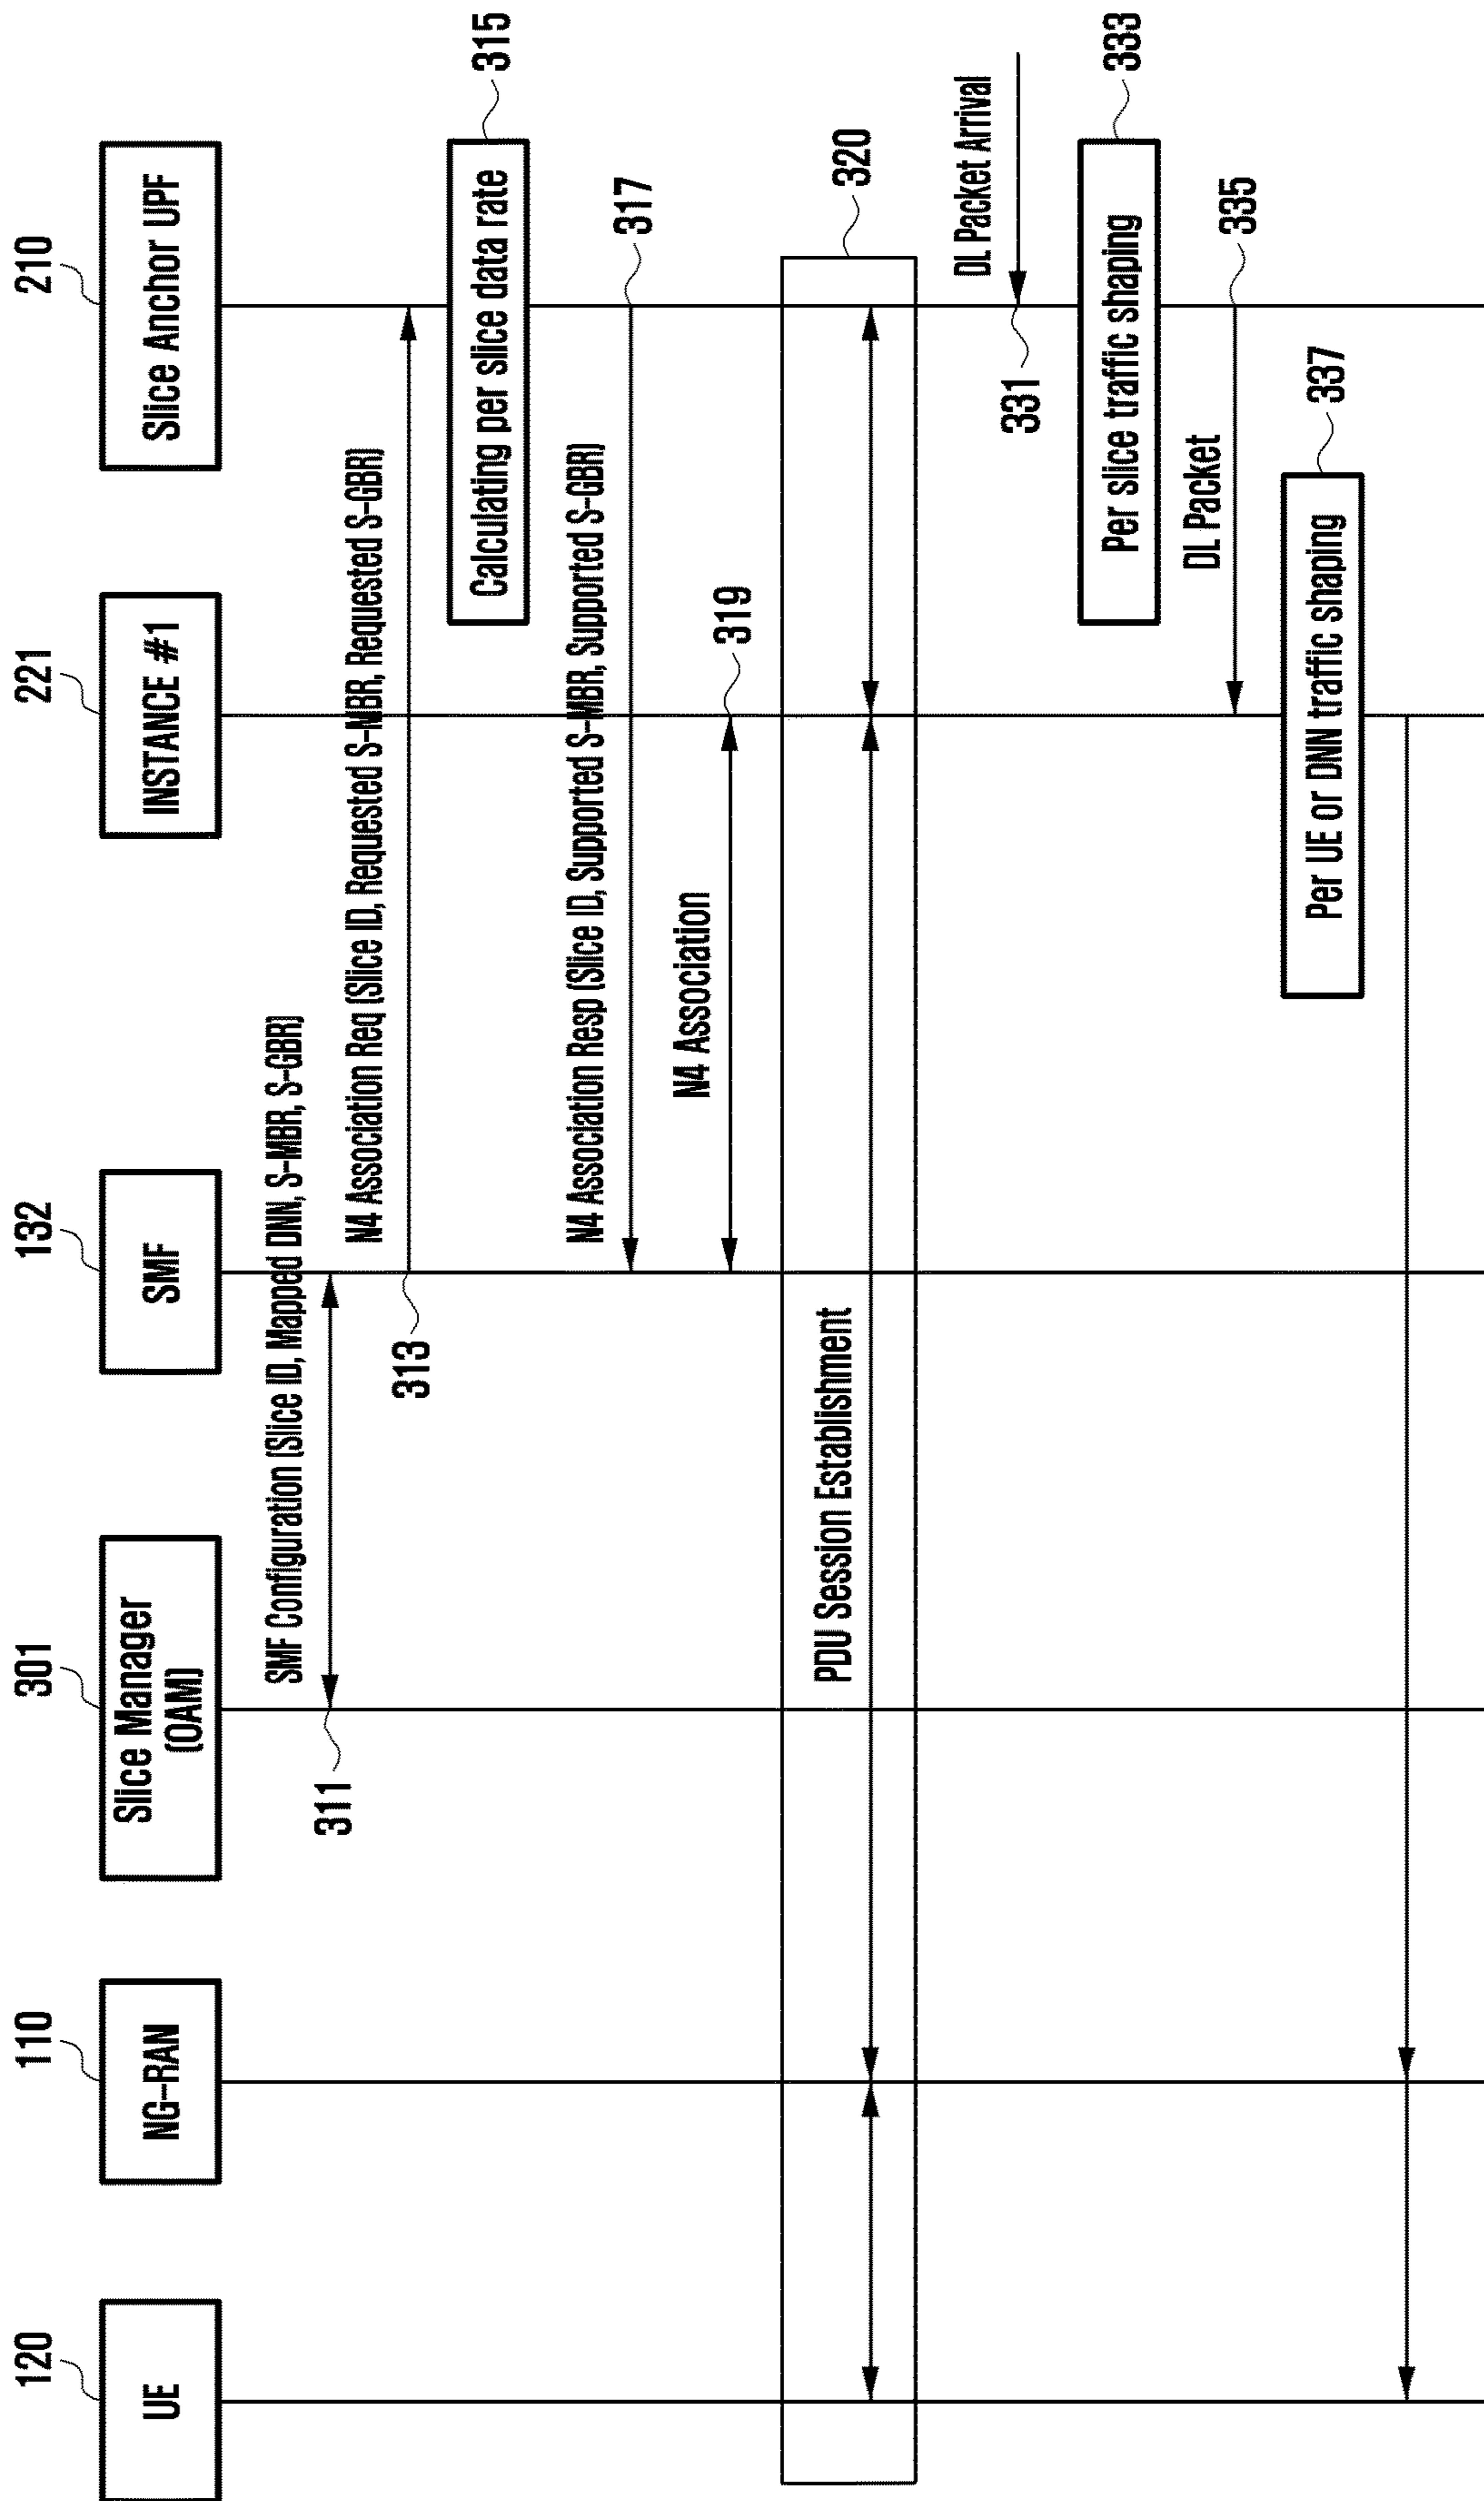 120
110
301
132
221
210
UE
NG-RAN
Slice Manager
(OAM)
SMF
INSTANCE #1
Slice Anchor UPF
SMF Configuration (Slice ID, Mapped DNN, S-MBR, S-GBR)
311
N4 Association Req (Slice ID, Requested S-MBR, Requested S-GBR)
313
Calculating per slice data rate
315
N4 Association Resp (Slice ID, Supported S-MBR, Supported S-GBR)
317
N4 Association
319
PDU Session Establishment
320
DL Packet Arrival
331
Per slice traffic shaping
333
DL Packet
335
Per UE or DNN traffic shaping
337